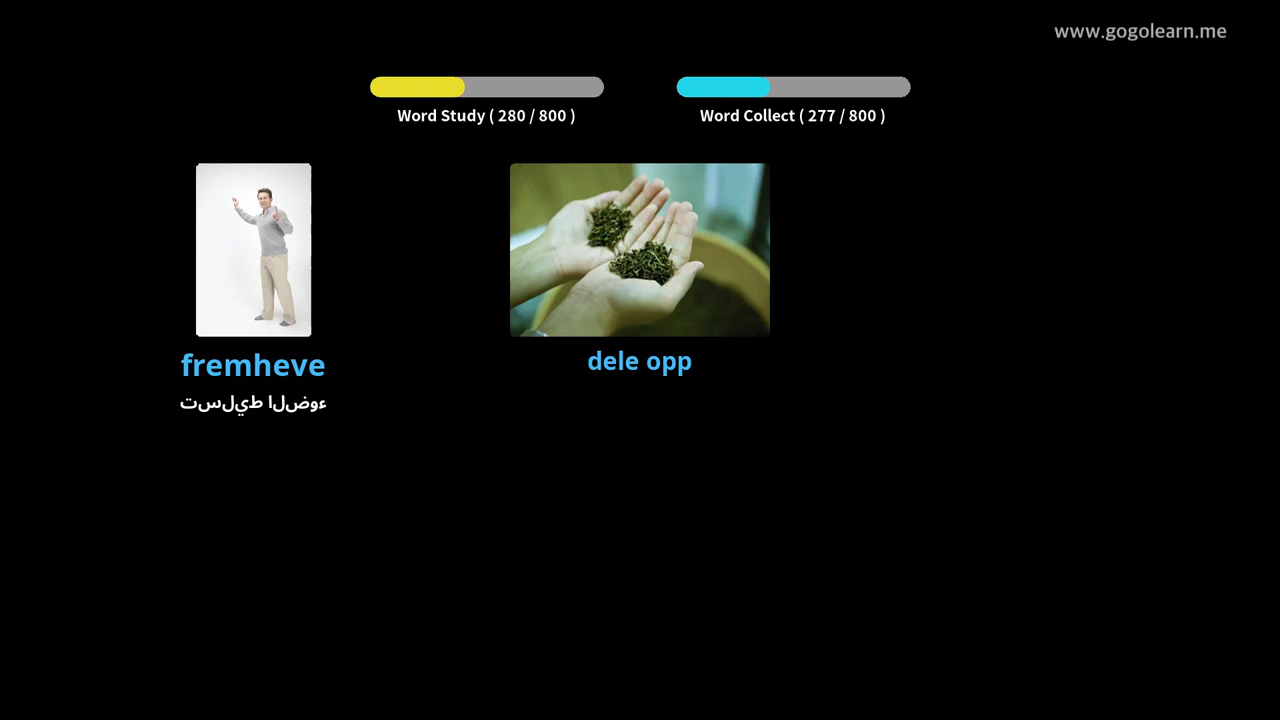 www.gogolearn.me
Word Study ( 280 / 800 )
Word Collect ( 277 / 800 )
fremheve
تسليط الضوء
dele opp